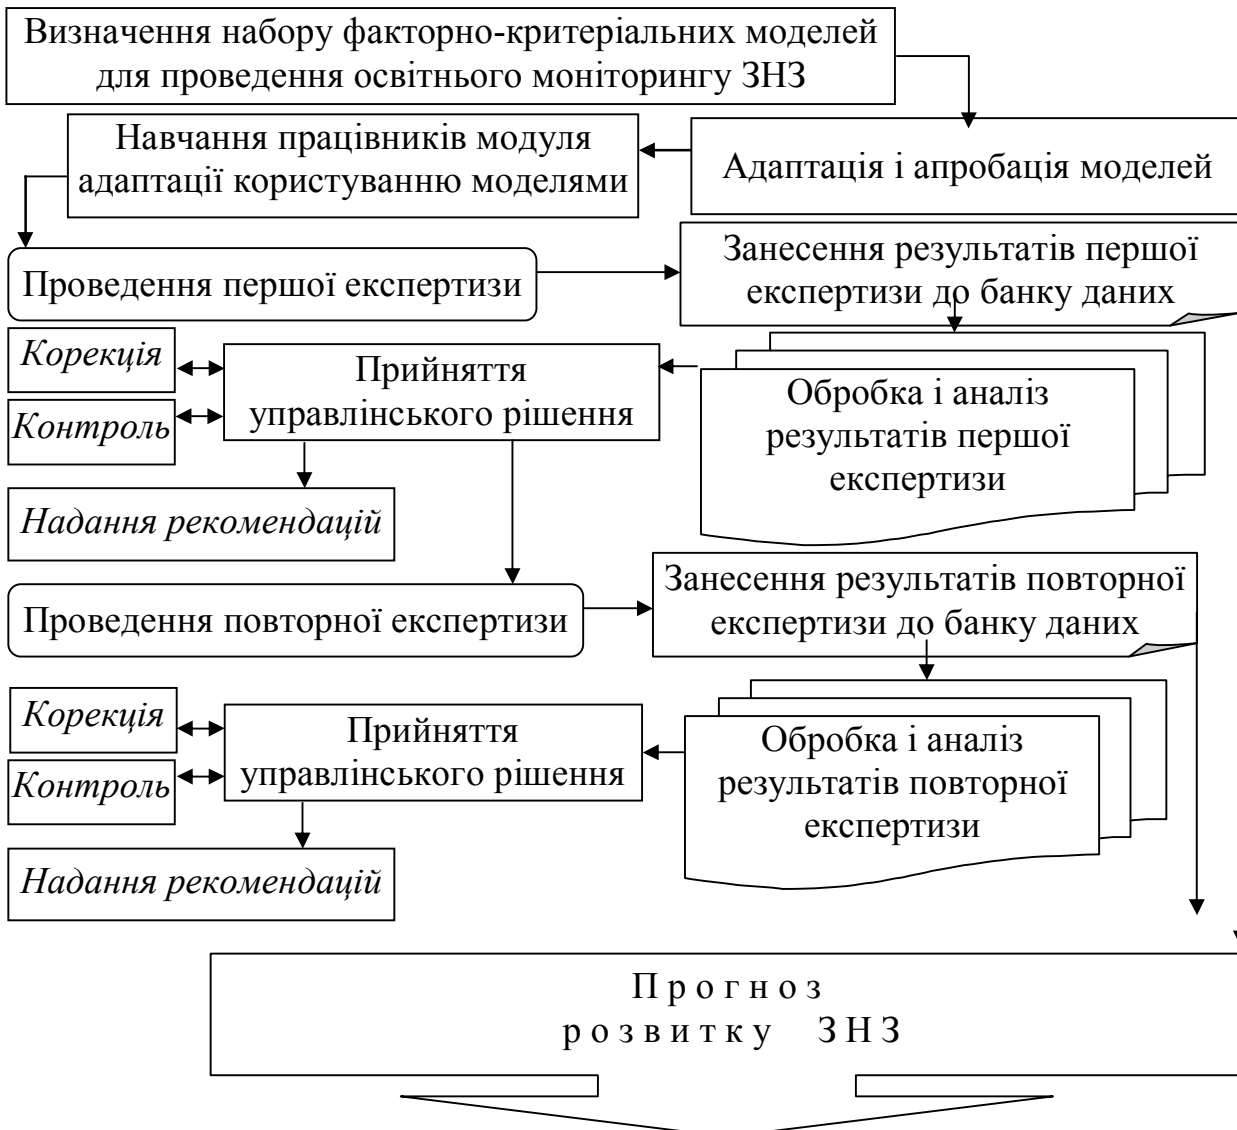 Визначення набору факторно-критеріальних моделей
для проведення освітнього моніторингу ЗНЗ
Адаптація і апробація моделей
Навчання працівників модуля
адаптації користуванню моделями
Проведення першої експертизи
Занесення результатів першої
експертизи до банку даних
Обробка і аналіз
результатів першої
експертизи
Прийняття
управлінського рішення
Корекція
Контроль
Надання рекомендацій
Проведення повторної експертизи
Занесення результатів повторної
експертизи до банку даних
Обробка і аналіз
результатів повторної
експертизи
Прийняття
управлінського рішення
Корекція
Контроль
Надання рекомендацій
П р о г н о з
р о з в и т к у З Н З